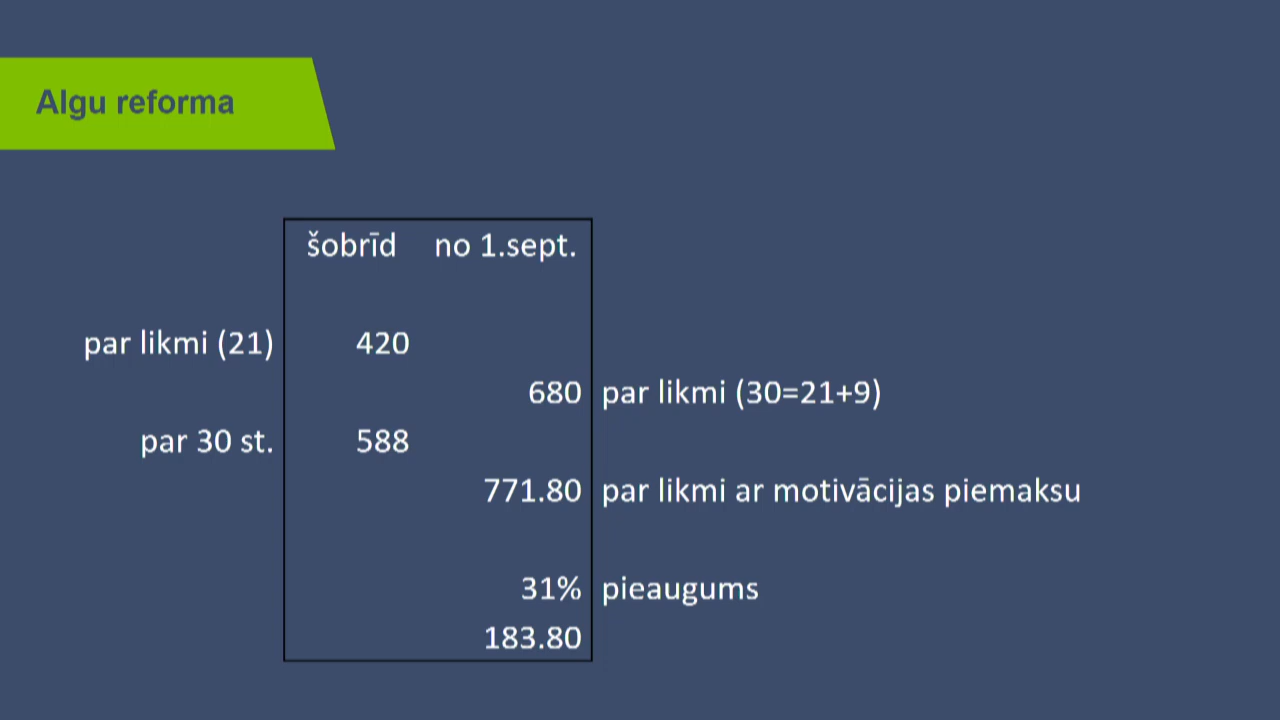 Algu reforma
šobrīd no 1.sept.
par likmi (21) 420
680 par likmi (30=21+9)
par 30 st. 588
771.80 par likmi ar motivācijas piemaksu
31% pieaugums
183.80